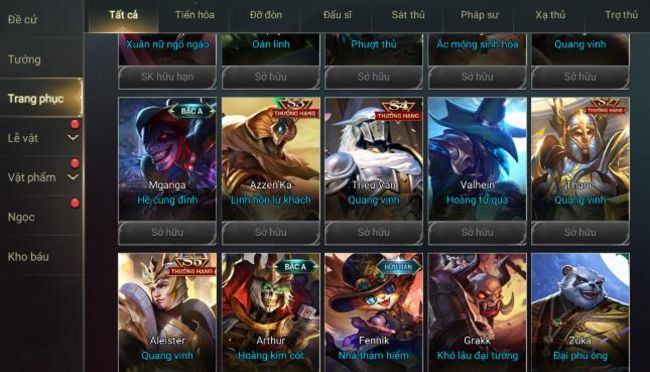 Đề cử
Tất cả
Tiến hóa
Đỡ đòn
Đấu sĩ
Sát thủ
Pháp sư
Xạ thủ
Trợ thủ
Tướng
Trang phục
Lễ vật
Vật phẩm
Ngọc
Kho báu
Xuân nữ ngổ ngáo
Oán linh
Phượt thủ
Ác mộng sinh hóa
Quang vinh
SK hữu hạn
Sở hữu
Sở hữu
Sở hữu
Sở hữu
BẬC A
S3
THƯỜNG HẠNG
S4
THƯỜNG HẠNG
S2
THƯỜNG HẠNG
Mganga
Azzen'Ka
Triệu Vân
Valhein
Thane
Hề cung đình
Linh hồn lữ khách
Quang vinh
Hoàng tử quạ
Quang vinh
Sở hữu
Sở hữu
Sở hữu
Sở hữu
Sở hữu
S5
THƯỜNG HẠNG
BẬC A
HỮU HẠN
Aleister
Arthur
Fennik
Grakk
Zuka
Quang vinh
Hoàng kim cốt
Nhà thám hiểm
Khô lâu đại tướng
Đại phú ông